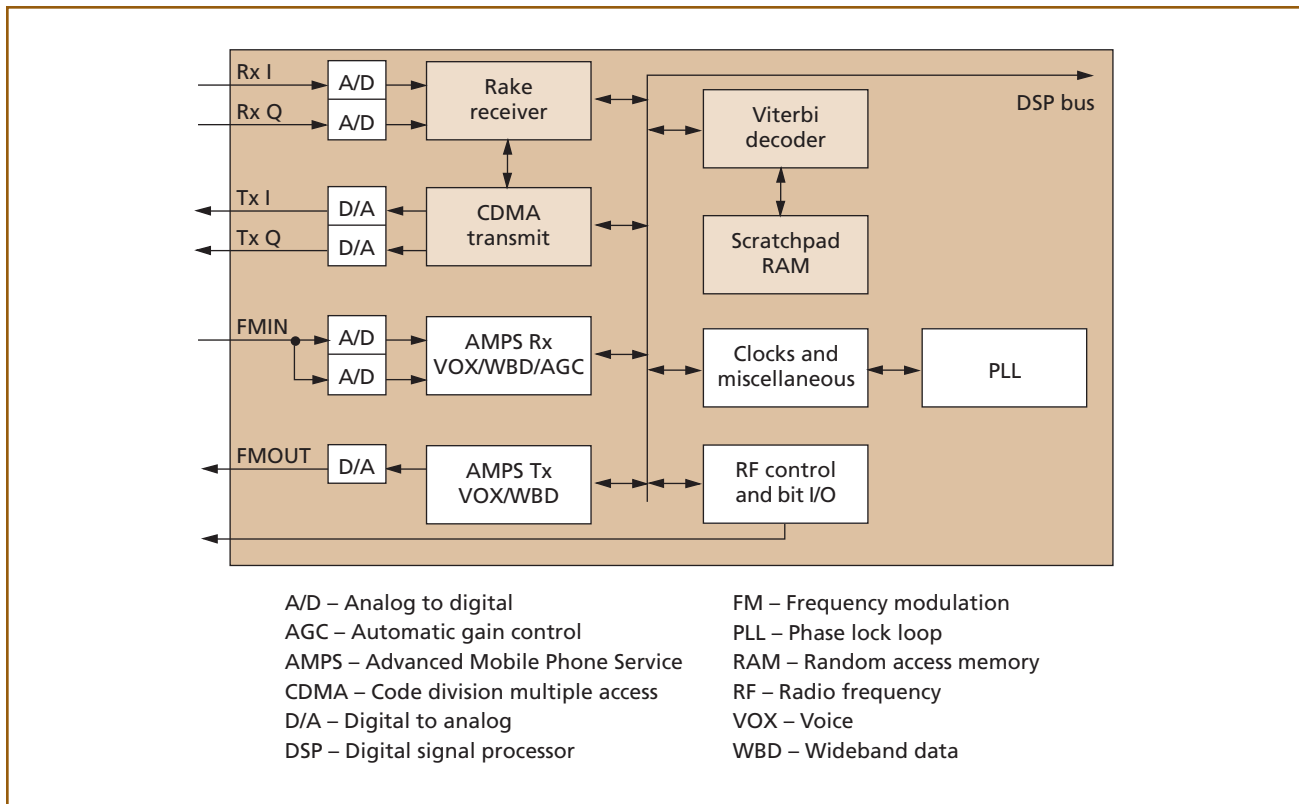 Rx I
A/D
Rx Q
A/D
Rake
receiver
DSP bus
Viterbi
decoder
Tx I
D/A
Tx Q
D/A
CDMA
transmit
Scratchpad
RAM
FMIN
A/D
A/D
AMPS Rx
VOX/WBD/AGC
Clocks and
miscellaneous
PLL
FMOUT
D/A
AMPS Tx
VOX/WBD
RF control
and bit I/O
A/D – Analog to digital
AGC – Automatic gain control
AMPS – Advanced Mobile Phone Service
CDMA – Code division multiple access
D/A – Digital to analog
DSP – Digital signal processor
FM – Frequency modulation
PLL – Phase lock loop
RAM – Random access memory
RF – Radio frequency
VOX – Voice
WBD – Wideband data